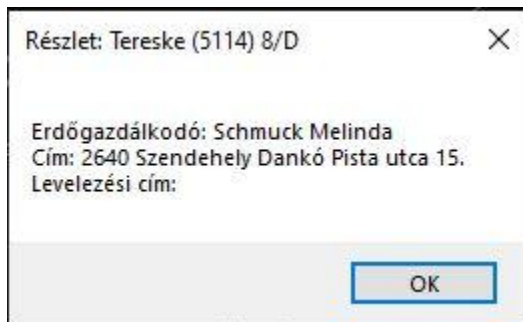 Részlet: Tereske (5114) 8/D
Erdőgazdálkodó: Schmuck Melinda
Cím: 2640 Szendehely Dankó Pista utca 15.
Levelezési cím:
OK